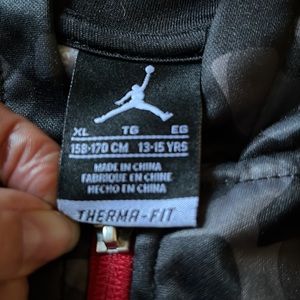 XL TG EG
158-170 CM 13-15 YRS
MADE IN CHINA
FABRIQUE EN CHINE
HECHO EN CHINA
THERMA-FIT